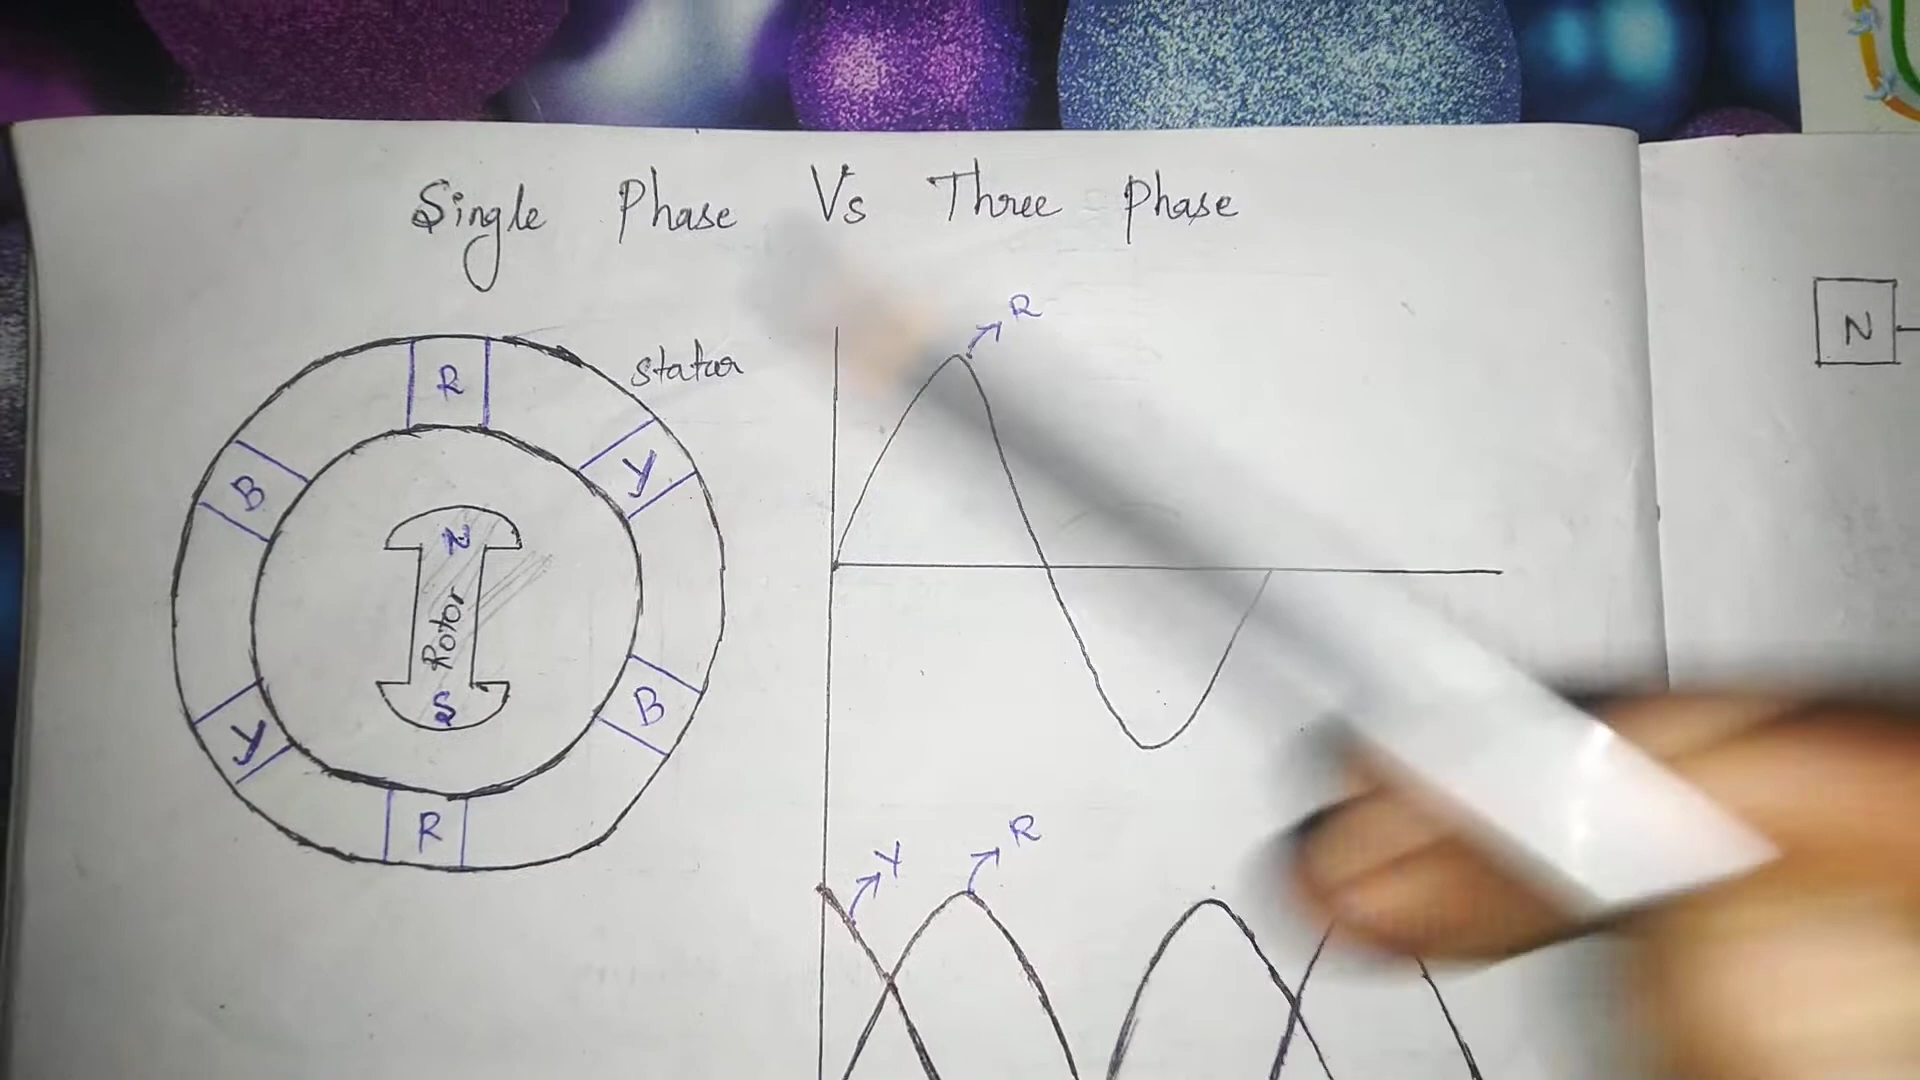 Single Phase Vs Three phase
R
stator
R
B
Y
N
Rotor
S
B
Y
R
Y
R
N